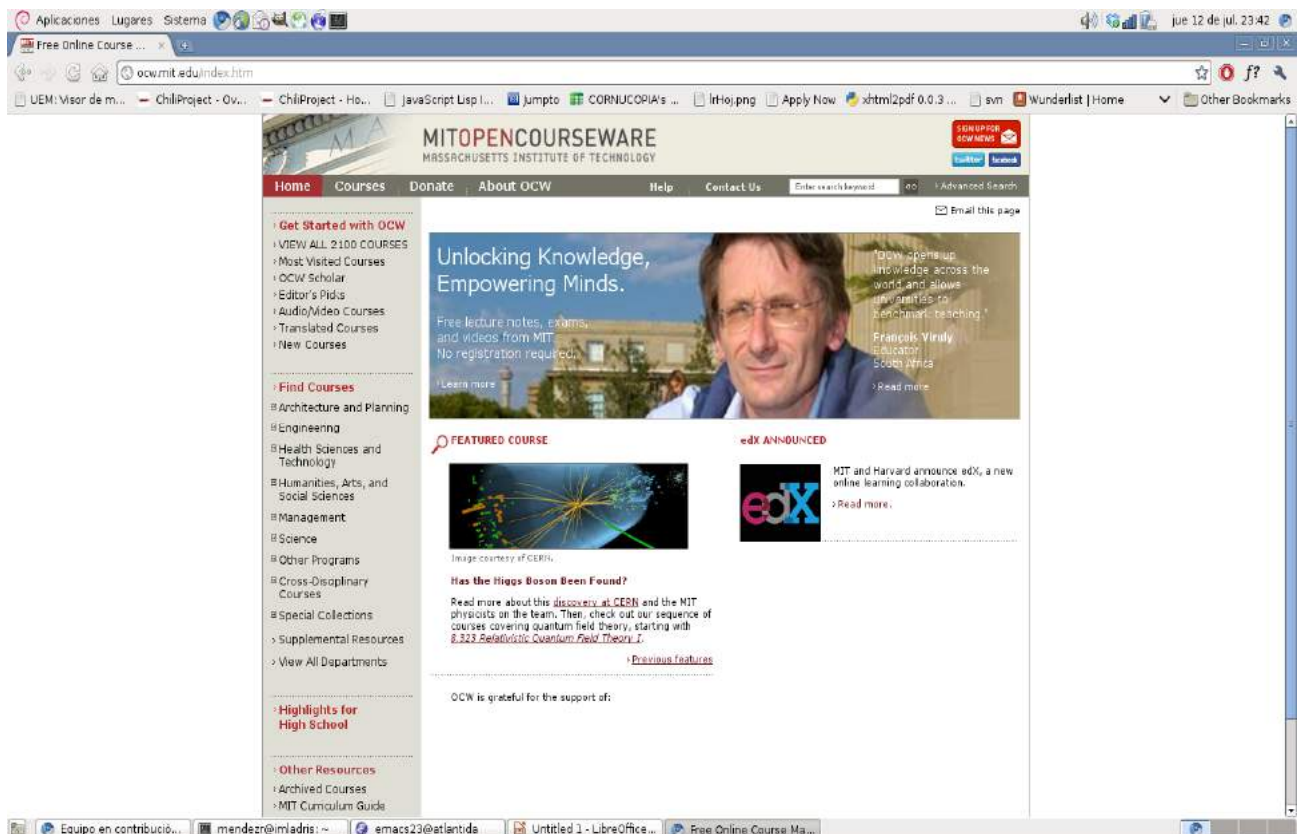 Aplicaciones Lugares Sistema
jue 12 de jul. 23:42
Free Online Course ...
ocw.mit.edu/index.htm
UEM: Visor de m... ChiliProject - Ov... ChiliProject - Ho... JavaScript Lisp I... Jumpto CORNUCOPIA's ... IrHoj.png Apply Now xhtml2pdf 0.0.3 ... svn Wunderlist | Home Other Bookmarks
MITOPENCOURSEWARE
MASSACHUSETTS INSTITUTE OF TECHNOLOGY
SIGN UP FOR
OCW NEWS
twitter facebook
Home Courses Donate About OCW Help Contact Us Enter search keyword GO Advanced Search
Email this page
Get Started with OCW
VIEW ALL 2100 COURSES
Most Visited Courses
OCW Scholar
Editor's Picks
Audio/Video Courses
Translated Courses
New Courses
Find Courses
Architecture and Planning
Engineering
Health Sciences and
Technology
Humanities, Arts, and
Social Sciences
Management
Science
Other Programs
Cross-Disciplinary
Courses
Special Collections
Supplemental Resources
View All Departments
Highlights for
High School
Other Resources
Archived Courses
MIT Curriculum Guide
Unlocking Knowledge,
Empowering Minds.
Free lecture notes, exams,
and videos from MIT.
No registration required.
Learn more
"OCW opens up
knowledge across the
world and allows
universities to
benchmark teaching."
François Viruly
Educator
South Africa
Read more
FEATURED COURSE
Image courtesy of CERN.
Has the Higgs Boson Been Found?
Read more about this discovery at CERN and the MIT
physicists on the team. Then, check out our sequence of
courses covering quantum field theory, starting with
8.323 Relativistic Quantum Field Theory I.
Previous features
edX ANNOUNCED
edX
MIT and Harvard announce edX, a new
online learning collaboration.
Read more.
OCW is grateful for the support of:
Equipo en contribució... mendezr@imladris: ~ emacs23@atlantida Untitled 1 - LibreOffice... Free Online Course Ma...